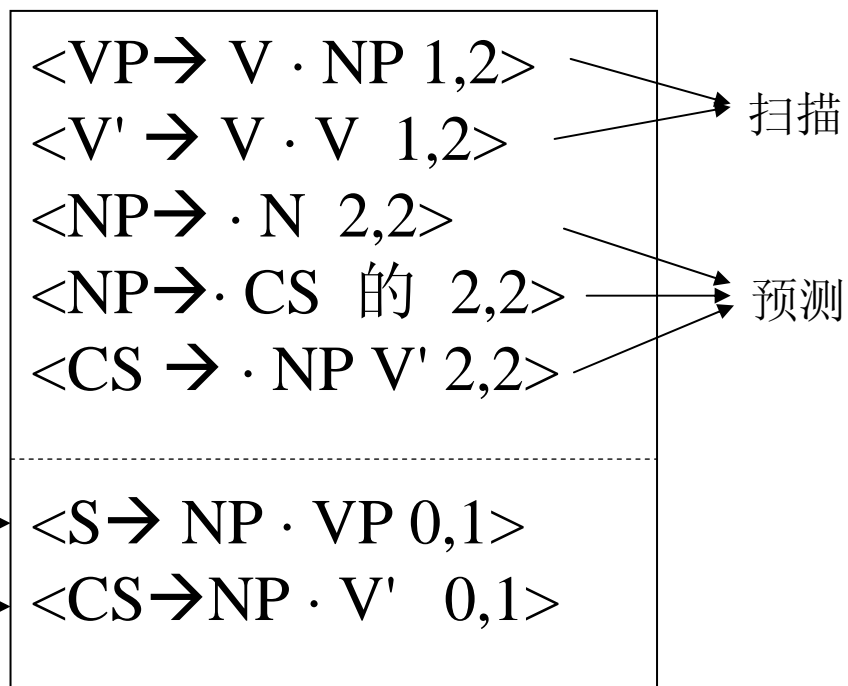 <VP→ V · NP 1,2>
<V' → V · V 1,2>
扫描
<NP→ · N 2,2>
<NP→· CS 的 2,2>
预测
<CS → · NP V' 2,2>
<S→ NP · VP 0,1>
<CS→NP · V' 0,1>